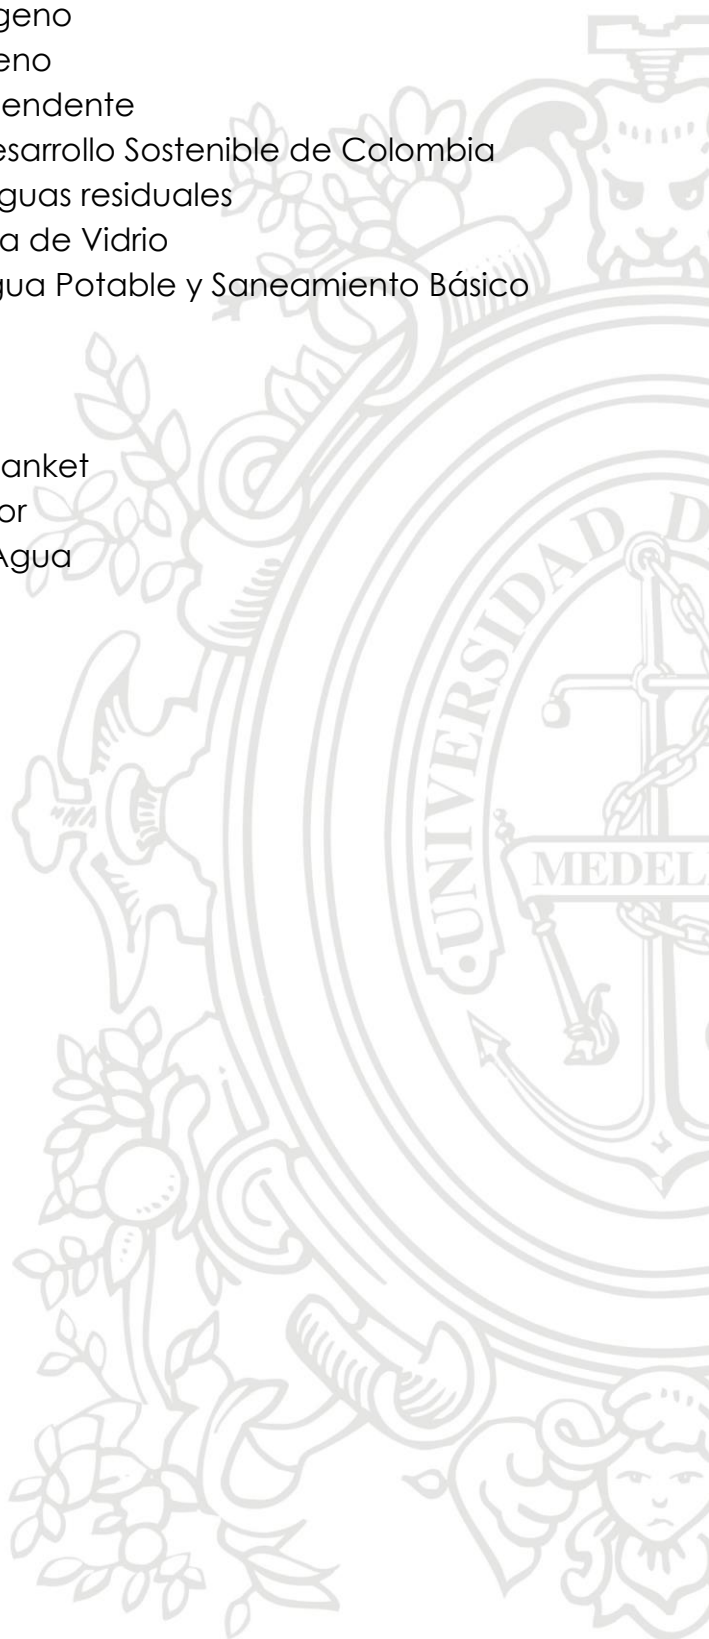 geno
eno
endente
esarrollo Sostenible de Colombia
guas residuales
a de Vidrio
gua Potable y Saneamiento Básico
anket
or
Agua
UNIVERSIDAD D
MEDEL